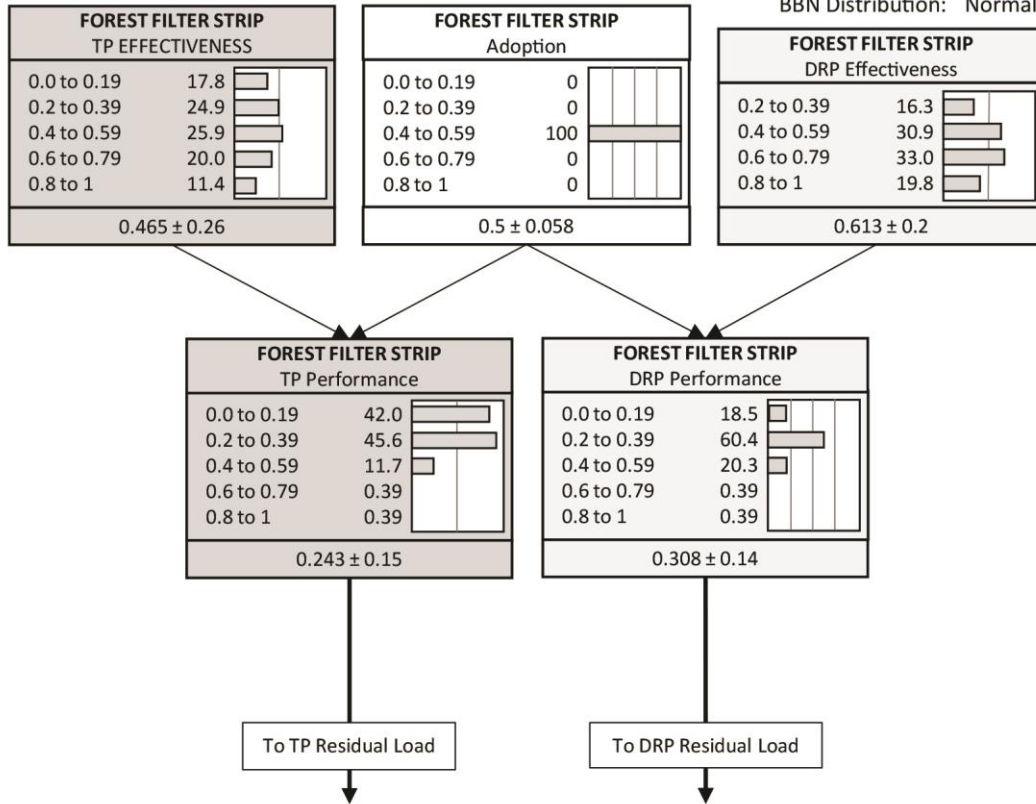 BBN Distribution: Normal
FOREST FILTER STRIP
TP EFFECTIVENESS
0.0 to 0.19 17.8
0.2 to 0.39 24.9
0.4 to 0.59 25.9
0.6 to 0.79 20.0
0.8 to 1 11.4
0.465 ± 0.26
FOREST FILTER STRIP
Adoption
0.0 to 0.19 0
0.2 to 0.39 0
0.4 to 0.59 100
0.6 to 0.79 0
0.8 to 1 0
0.5 ± 0.058
FOREST FILTER STRIP
DRP Effectiveness
0.2 to 0.39 16.3
0.4 to 0.59 30.9
0.6 to 0.79 33.0
0.8 to 1 19.8
0.613 ± 0.2
FOREST FILTER STRIP
TP Performance
0.0 to 0.19 42.0
0.2 to 0.39 45.6
0.4 to 0.59 11.7
0.6 to 0.79 0.39
0.8 to 1 0.39
0.243 ± 0.15
FOREST FILTER STRIP
DRP Performance
0.0 to 0.19 18.5
0.2 to 0.39 60.4
0.4 to 0.59 20.3
0.6 to 0.79 0.39
0.8 to 1 0.39
0.308 ± 0.14
To TP Residual Load
To DRP Residual Load